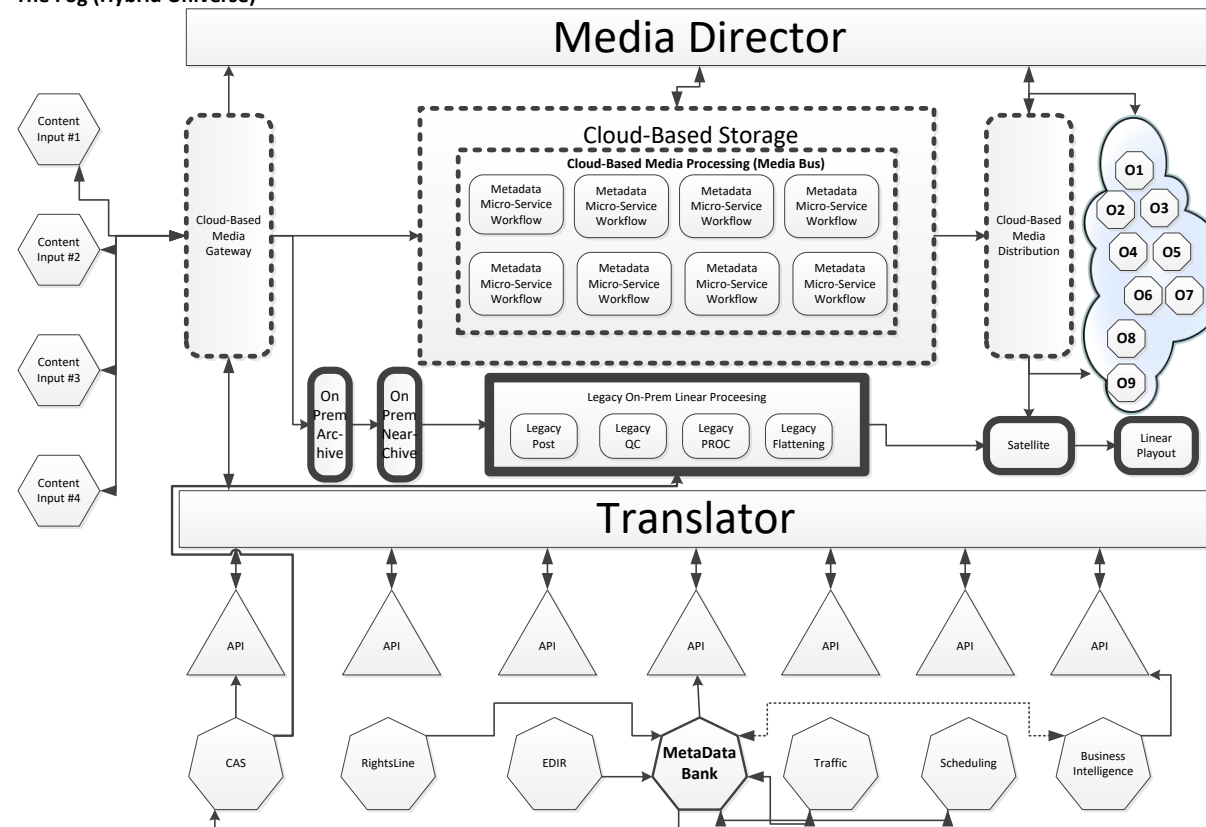 The Fog (Hybrid Universe)
Media Director
Content
Input #1
Content
Input #2
Content
Input #3
Content
Input #4
Cloud-Based
Media
Gateway
Cloud-Based Storage
Cloud-Based Media Processing (Media Bus)
Metadata
Micro-Service
Workflow
Metadata
Micro-Service
Workflow
Metadata
Micro-Service
Workflow
Metadata
Micro-Service
Workflow
Metadata
Micro-Service
Workflow
Metadata
Micro-Service
Workflow
Metadata
Micro-Service
Workflow
Metadata
Micro-Service
Workflow
Cloud-Based
Media
Distribution
O1
O2
O3
O4
O5
O6
O7
O8
O9
On
Prem
Arc-
hive
On
Prem
Near-
Chive
Legacy On-Prem Linear Proceesing
Legacy
Post
Legacy
QC
Legacy
PROC
Legacy
Flattening
Satellite
Linear
Playout
Translator
API
API
API
API
API
API
API
CAS
RightsLine
EDIR
MetaData
Bank
Traffic
Scheduling
Business
Intelligence